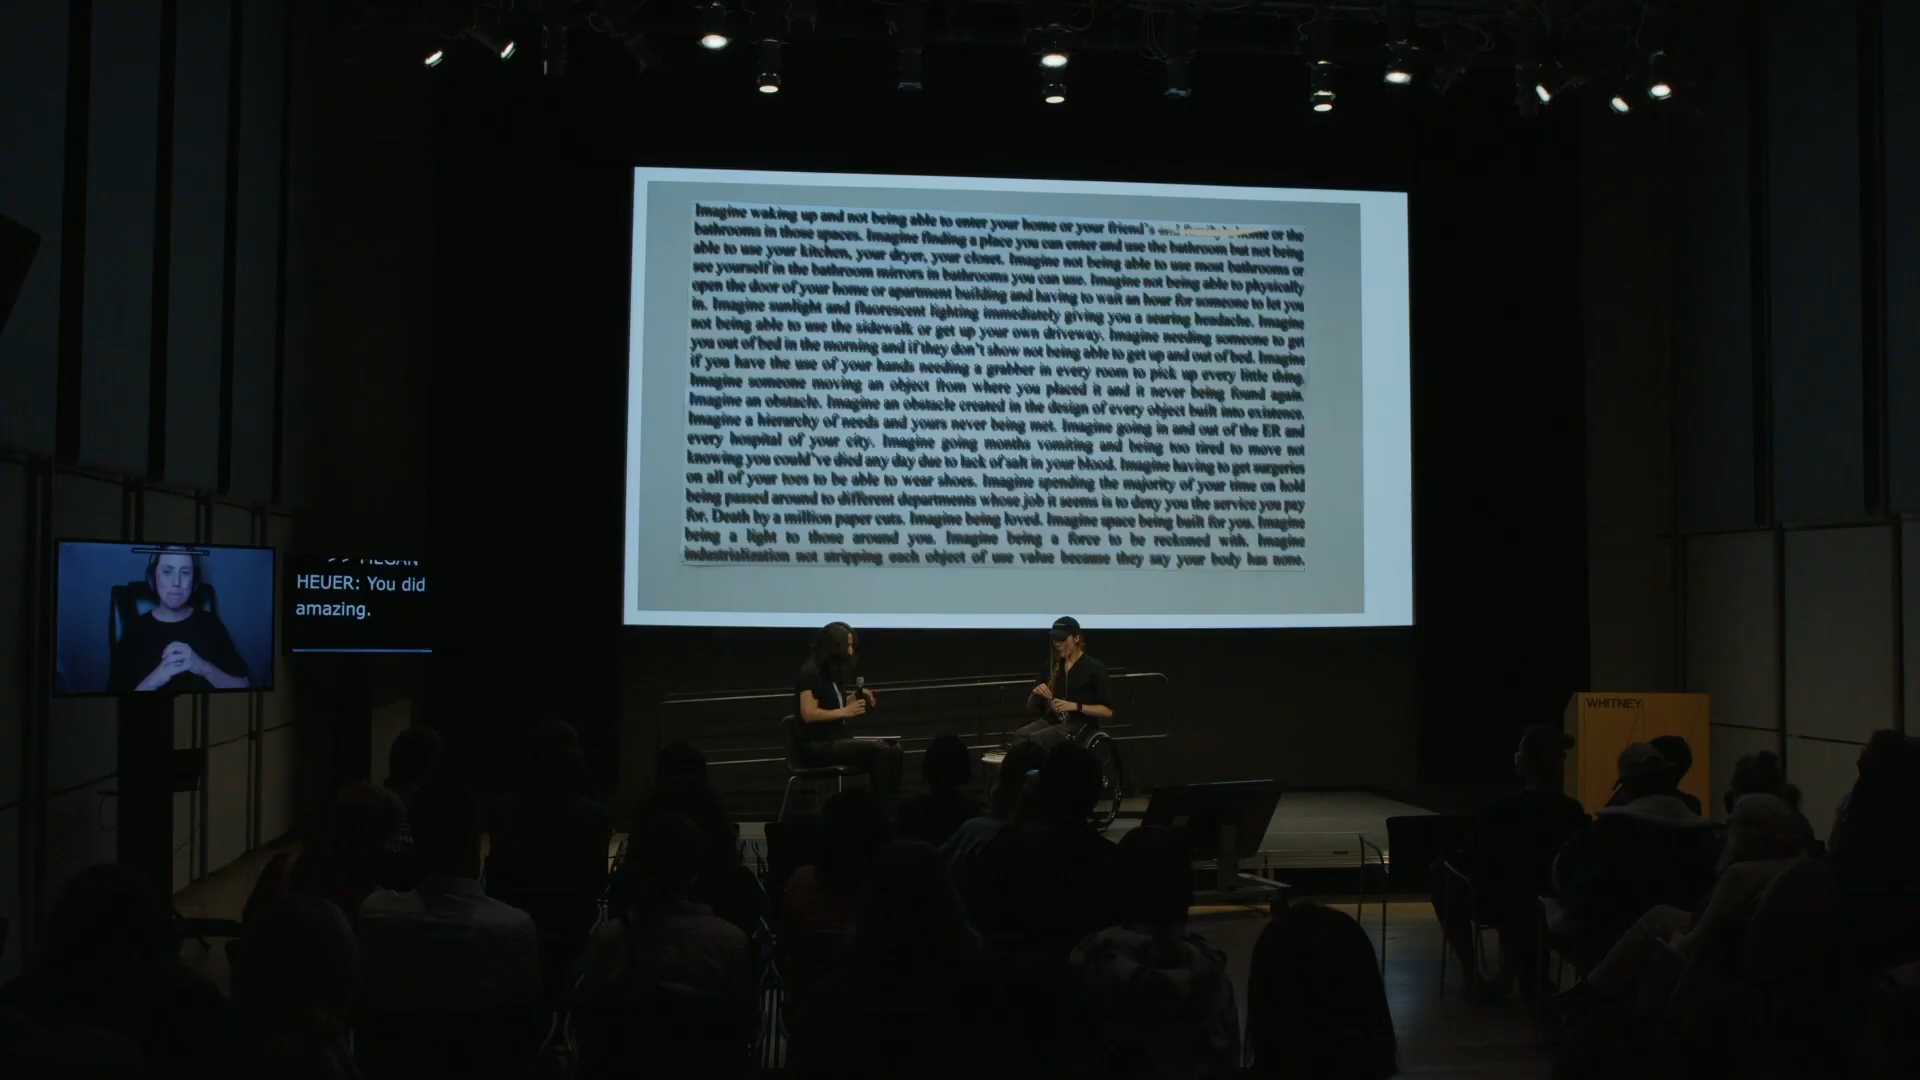 Imagine waking up and not being able to enter your home or your friend's and family's home or the
bathrooms in those spaces. Imagine finding a place you can enter and use the bathroom but not being
able to use your kitchen, your dryer, your closet. Imagine not being able to use most bathrooms or
see yourself in the bathroom mirrors in bathrooms you can use. Imagine not being able to physically
open the door of your home or apartment building and having to wait an hour for someone to let you
in. Imagine sunlight and fluorescent lighting immediately giving you a searing headache. Imagine
not being able to use the sidewalk or get up your own driveway. Imagine needing someone to get
you out of bed in the morning and if they don't show not being able to get up and out of bed. Imagine
if you have the use of your hands needing a grabber in every room to pick up every little thing.
Imagine someone moving an object from where you placed it and it never being found again.
Imagine an obstacle. Imagine an obstacle created in the design of every object built into existence.
Imagine a hierarchy of needs and yours never being met. Imagine going in and out of the ER and
every hospital of your city. Imagine going months vomiting and being too tired to move not
knowing you could've died any day due to lack of salt in your blood. Imagine having to get surgeries
on all of your toes to be able to wear shoes. Imagine spending the majority of your time on hold
being passed around to different departments whose job it seems is to deny you the service you pay
for. Death by a million paper cuts. Imagine being loved. Imagine space being built for you. Imagine
being a light to those around you. Imagine being a force to be reckoned with. Imagine
industrialization not stripping each object of use value because they say your body has none.
>> MEGAN
HEUER: You did
amazing.
WHITNEY